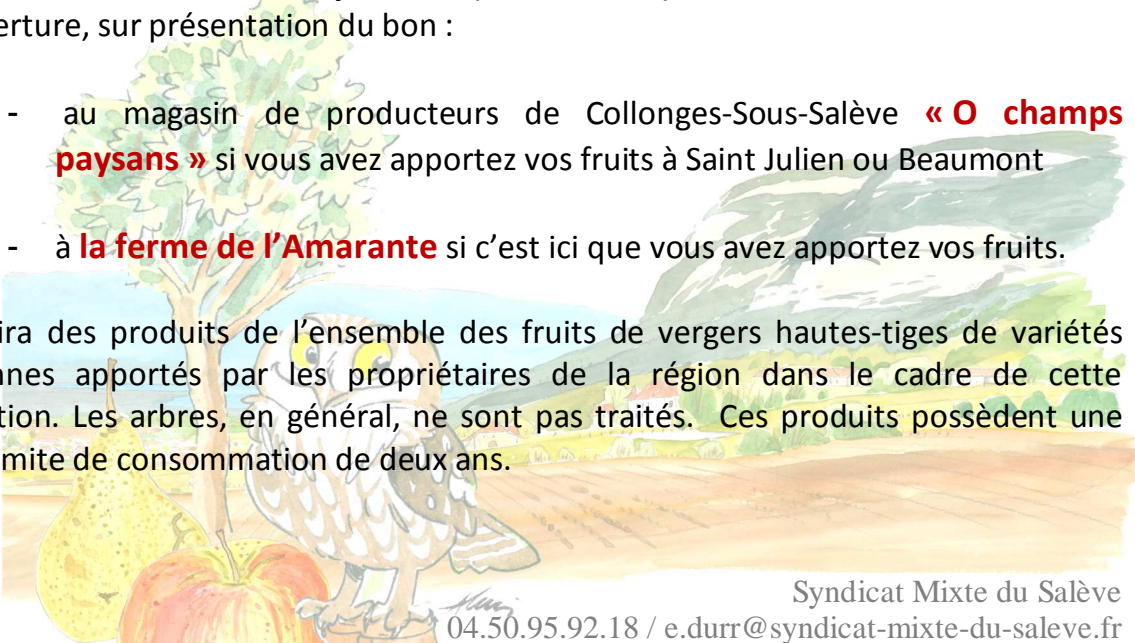 erture, sur présentation du bon :
- au magasin de producteurs de Collonges-Sous-Salève « O champs
paysans » si vous avez apportez vos fruits à Saint Julien ou Beaumont
- à la ferme de l’Amarante si c’est ici que vous avez apportez vos fruits.
ira des produits de l’ensemble des fruits de vergers hautes-tiges de variétés
nnes apportés par les propriétaires de la région dans le cadre de cette
tion. Les arbres, en général, ne sont pas traités. Ces produits possèdent une
mite de consommation de deux ans.
Syndicat Mixte du Salève
04.50.95.92.18 / e.durr@syndicat-mixte-du-saleve.fr